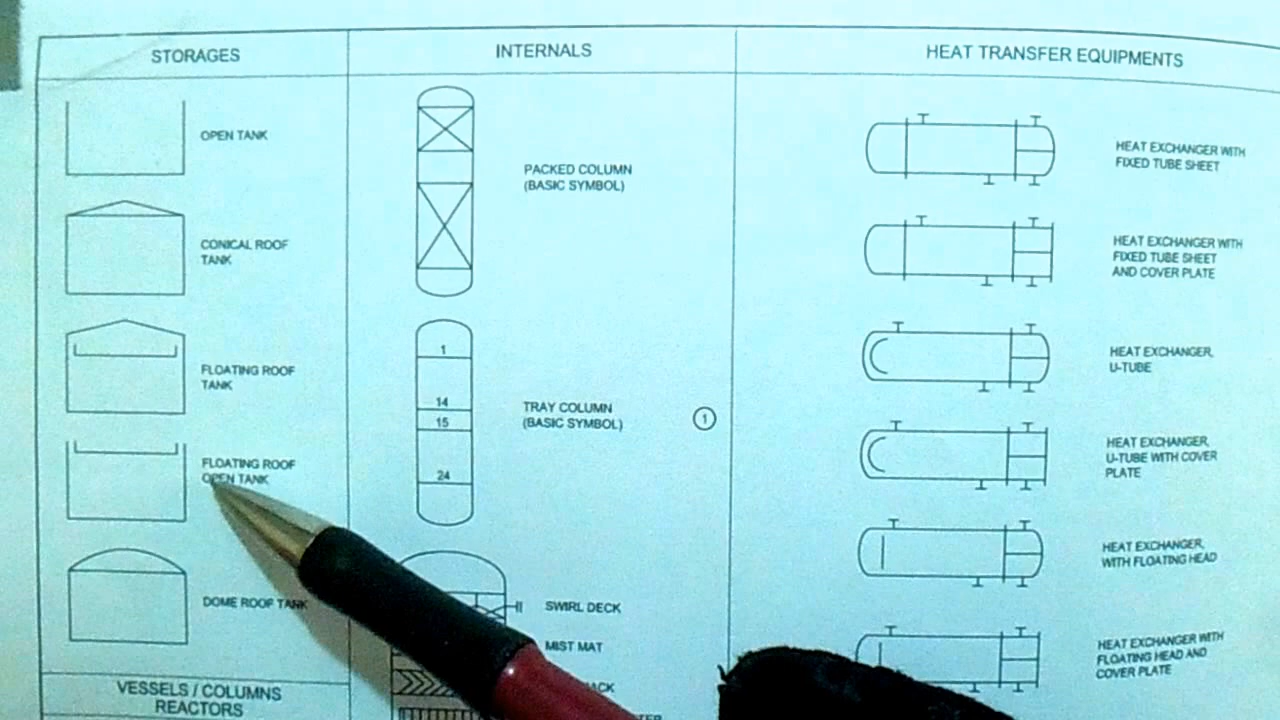 STORAGES
OPEN TANK
CONICAL ROOF
TANK
FLOATING ROOF
TANK
FLOATING ROOF
OPEN TANK
DOME ROOF TANK
VESSELS / COLUMNS
REACTORS
INTERNALS
PACKED COLUMN
(BASIC SYMBOL)
1
14
15
24
TRAY COLUMN
(BASIC SYMBOL)
1
SWIRL DECK
MIST MAT
HEAT TRANSFER EQUIPMENTS
HEAT EXCHANGER WITH
FIXED TUBE SHEET
HEAT EXCHANGER WITH
FIXED TUBE SHEET
AND COVER PLATE
HEAT EXCHANGER,
U-TUBE
HEAT EXCHANGER,
U-TUBE WITH COVER
PLATE
HEAT EXCHANGER,
WITH FLOATING HEAD
HEAT EXCHANGER WITH
FLOATING HEAD AND
COVER PLATE